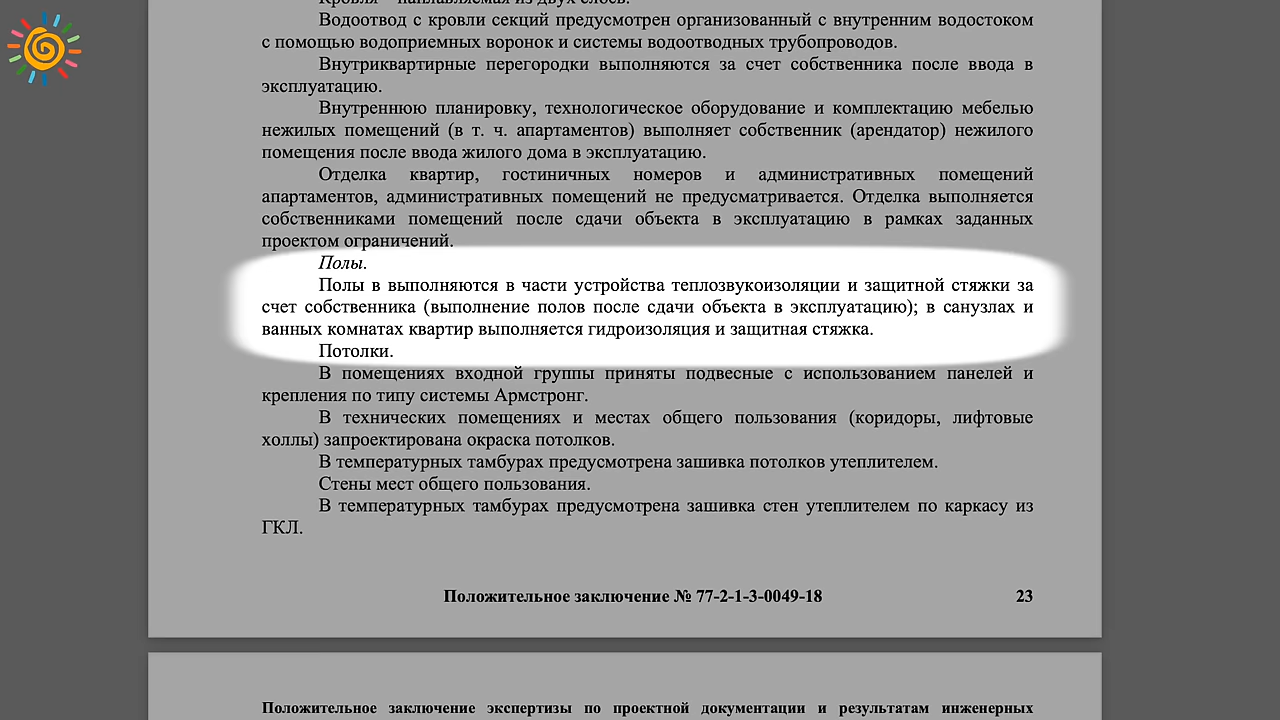 Кровля – наплавляемая из двух слоев.
Водоотвод с кровли секций предусмотрен организованный с внутренним водостоком
с помощью водоприемных воронок и системы водоотводных трубопроводов.
Внутриквартирные перегородки выполняются за счет собственника после ввода в
эксплуатацию.
Внутреннюю планировку, технологическое оборудование и комплектацию мебелью
нежилых помещений (в т. ч. апартаментов) выполняет собственник (арендатор) нежилого
помещения после ввода жилого дома в эксплуатацию.
Отделка квартир, гостиничных номеров и административных помещений
апартаментов, административных помещений не предусматривается. Отделка выполняется
собственниками помещений после сдачи объекта в эксплуатацию в рамках заданных
проектом ограничений.
Полы.
Полы в выполняются в части устройства теплозвукоизоляции и защитной стяжки за
счет собственника (выполнение полов после сдачи объекта в эксплуатацию); в санузлах и
ванных комнатах квартир выполняется гидроизоляция и защитная стяжка.
Потолки.
В помещениях входной группы приняты подвесные с использованием панелей и
крепления по типу системы Армстронг.
В технических помещениях и местах общего пользования (коридоры, лифтовые
холлы) запроектирована окраска потолков.
В температурных тамбурах предусмотрена зашивка потолков утеплителем.
Стены мест общего пользования.
В температурных тамбурах предусмотрена зашивка стен утеплителем по каркасу из
ГКЛ.
Положительное заключение № 77-2-1-3-0049-18 23
Положительное заключение экспертизы по проектной документации и результатам инженерных